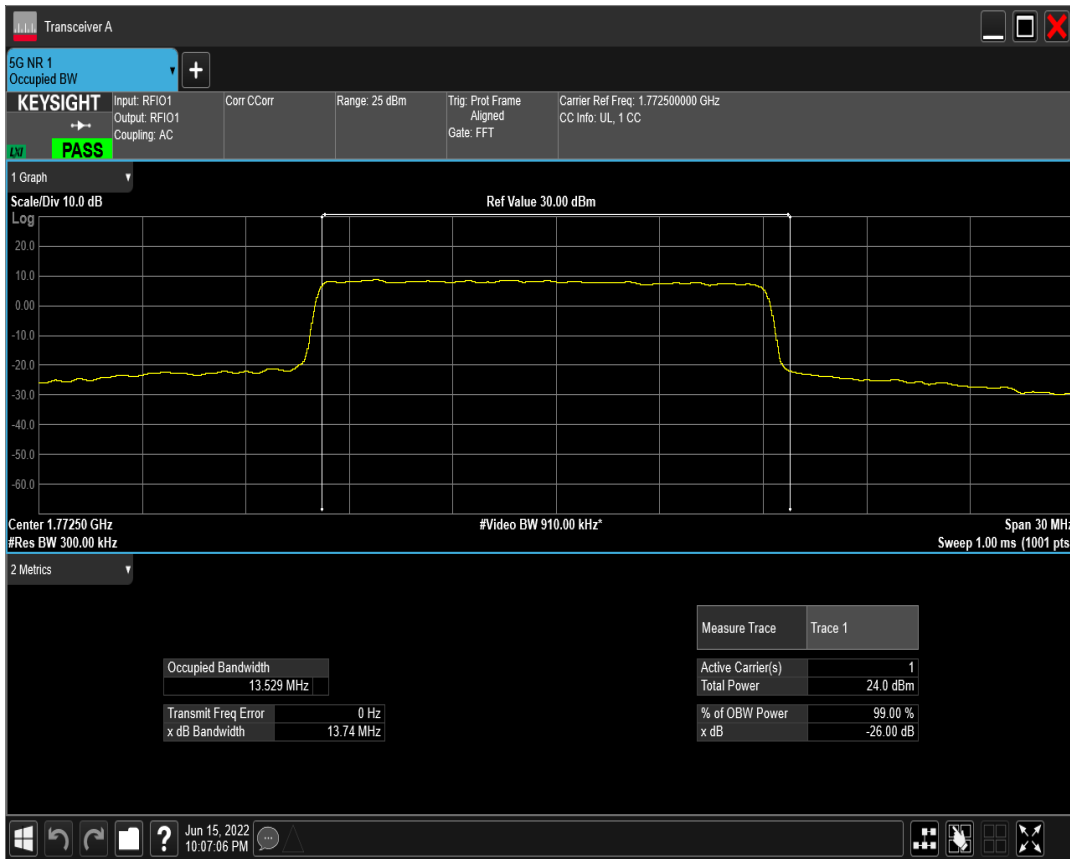 Transceiver A
5G NR 1
Occupied BW
KEYSIGHT
LXI
PASS
Input: RFIO1
Output: RFIO1
Coupling: AC
Corr CCorr
Range: 25 dBm
Trig: Prot Frame
Aligned
Gate: FFT
Carrier Ref Freq: 1.772500000 GHz
CC Info: UL, 1 CC
1 Graph
Scale/Div 10.0 dB
Ref Value 30.00 dBm
Log
20.0
10.0
0.00
-10.0
-20.0
-30.0
-40.0
-50.0
-60.0
Center 1.77250 GHz
#Video BW 910.00 kHz*
Span 30 MHz
#Res BW 300.00 kHz
Sweep 1.00 ms (1001 pts
2 Metrics
Measure Trace Trace 1
Occupied Bandwidth
13.529 MHz
Active Carrier(s) 1
Total Power 24.0 dBm
Transmit Freq Error 0 Hz
x dB Bandwidth 13.74 MHz
% of OBW Power 99.00 %
x dB -26.00 dB
?
Jun 15, 2022
10:07:06 PM